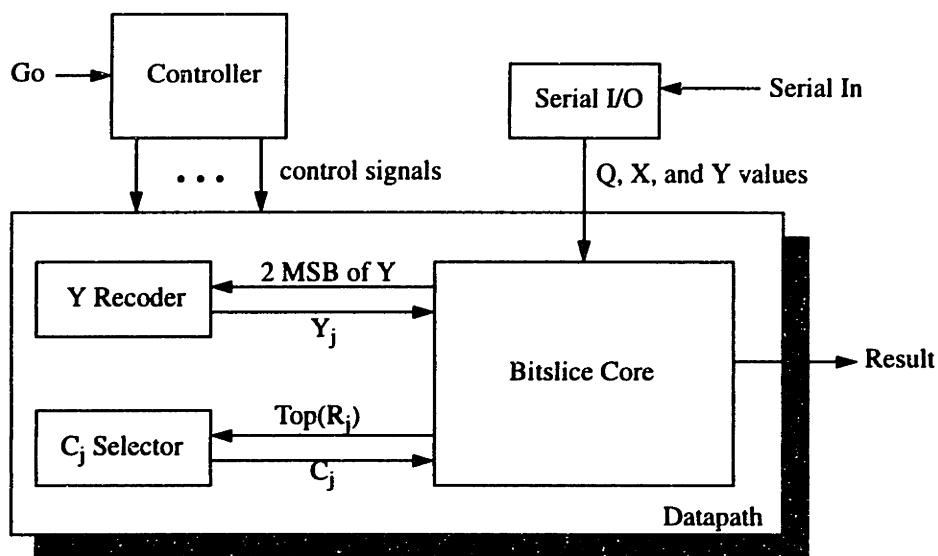 Go
Controller
Serial I/O
Serial In
• • •
control signals
Q, X, and Y values
Y Recoder
2 MSB of Y
Yj
Bitslice Core
Result
Cj Selector
Top(Rj)
Cj
Datapath